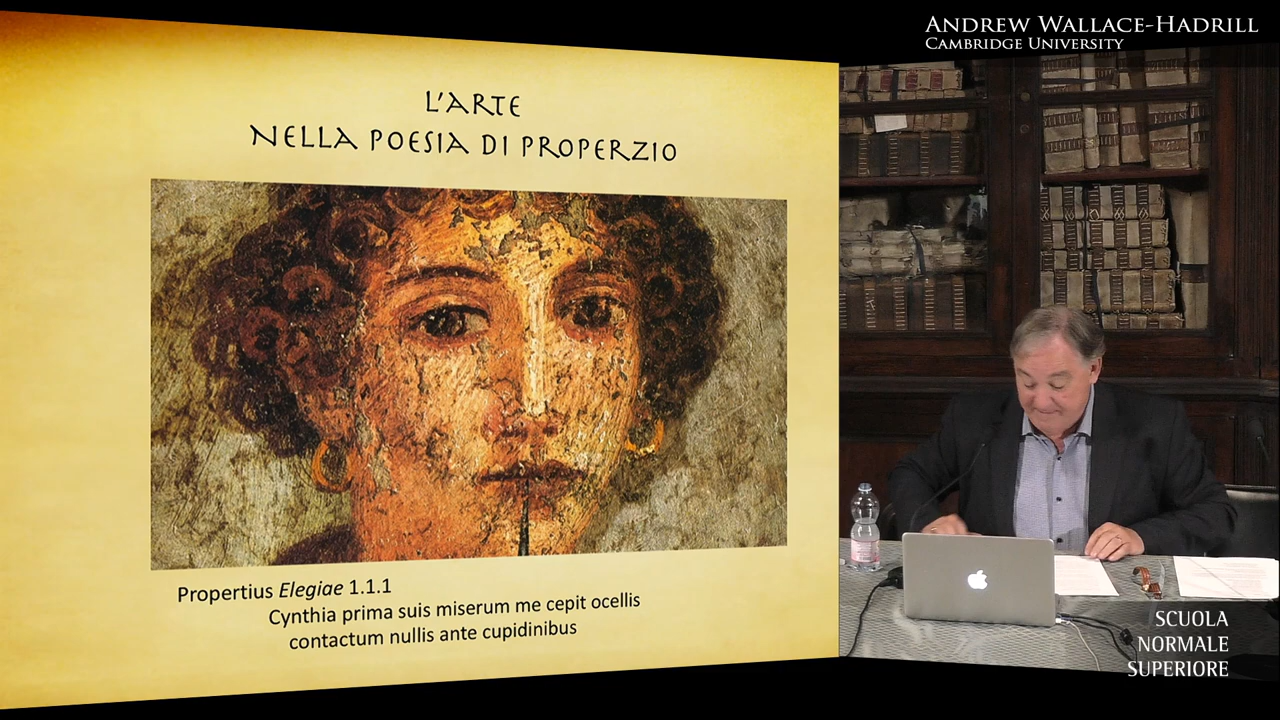 ANDREW WALLACE-HADRILL
CAMBRIDGE UNIVERSITY
L'ARTE
NELLA POESIA DI PROPERZIO
Propertius Elegiae 1.1.1
Cynthia prima suis miserum me cepit ocellis
contactum nullis ante cupidinibus
SCUOLA
NORMALE
SUPERIORE